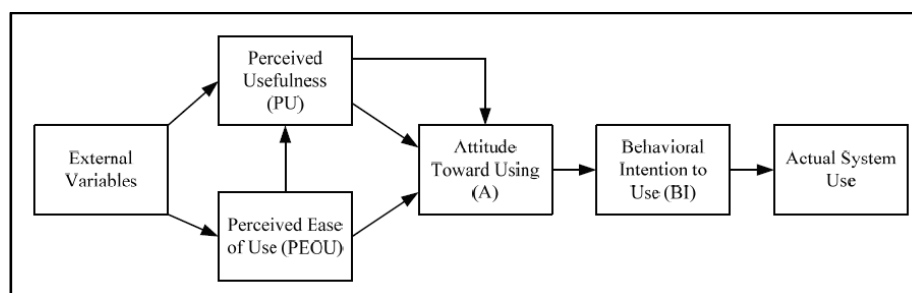 Perceived
Usefulness
(PU)
External
Variables
Perceived Ease
of Use (PEOU)
Attitude
Toward Using
(A)
Behavioral
Intention to
Use (BI)
Actual System
Use